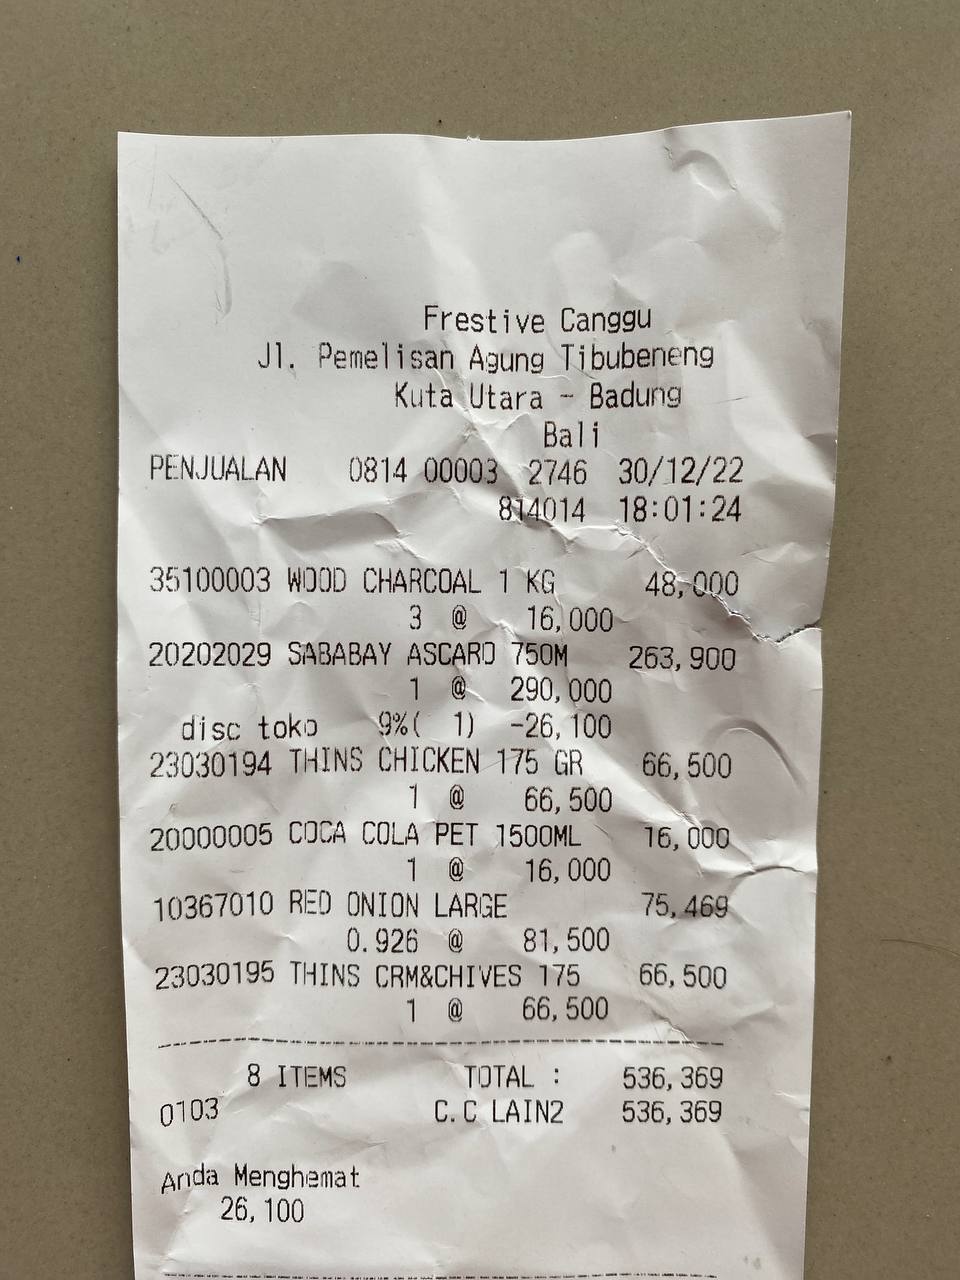 Frestive Canggu
Jl. Pemelisan Agung Tibubeneng
Kuta Utara - Badung
Bali
PENJUALAN 0814 00003 2746 30/12/22
814014 18:01:24
35100003 WOOD CHARCOAL 1 KG 48,000
3 @ 16,000
20202029 SABABAY ASCARO 750M 263,900
1 @ 290,000
disc toko 9%( 1) -26,100
23030194 THINS CHICKEN 175 GR 66,500
1 @ 66,500
20000005 COCA COLA PET 1500ML 16,000
1 @ 16,000
10367010 RED ONION LARGE 75,469
0.926 @ 81,500
23030195 THINS CRM&CHIVES 175 66,500
1 @ 66,500
8 ITEMS TOTAL : 536,369
0103 C.C LAIN2 536,369
Anda Menghemat
26,100